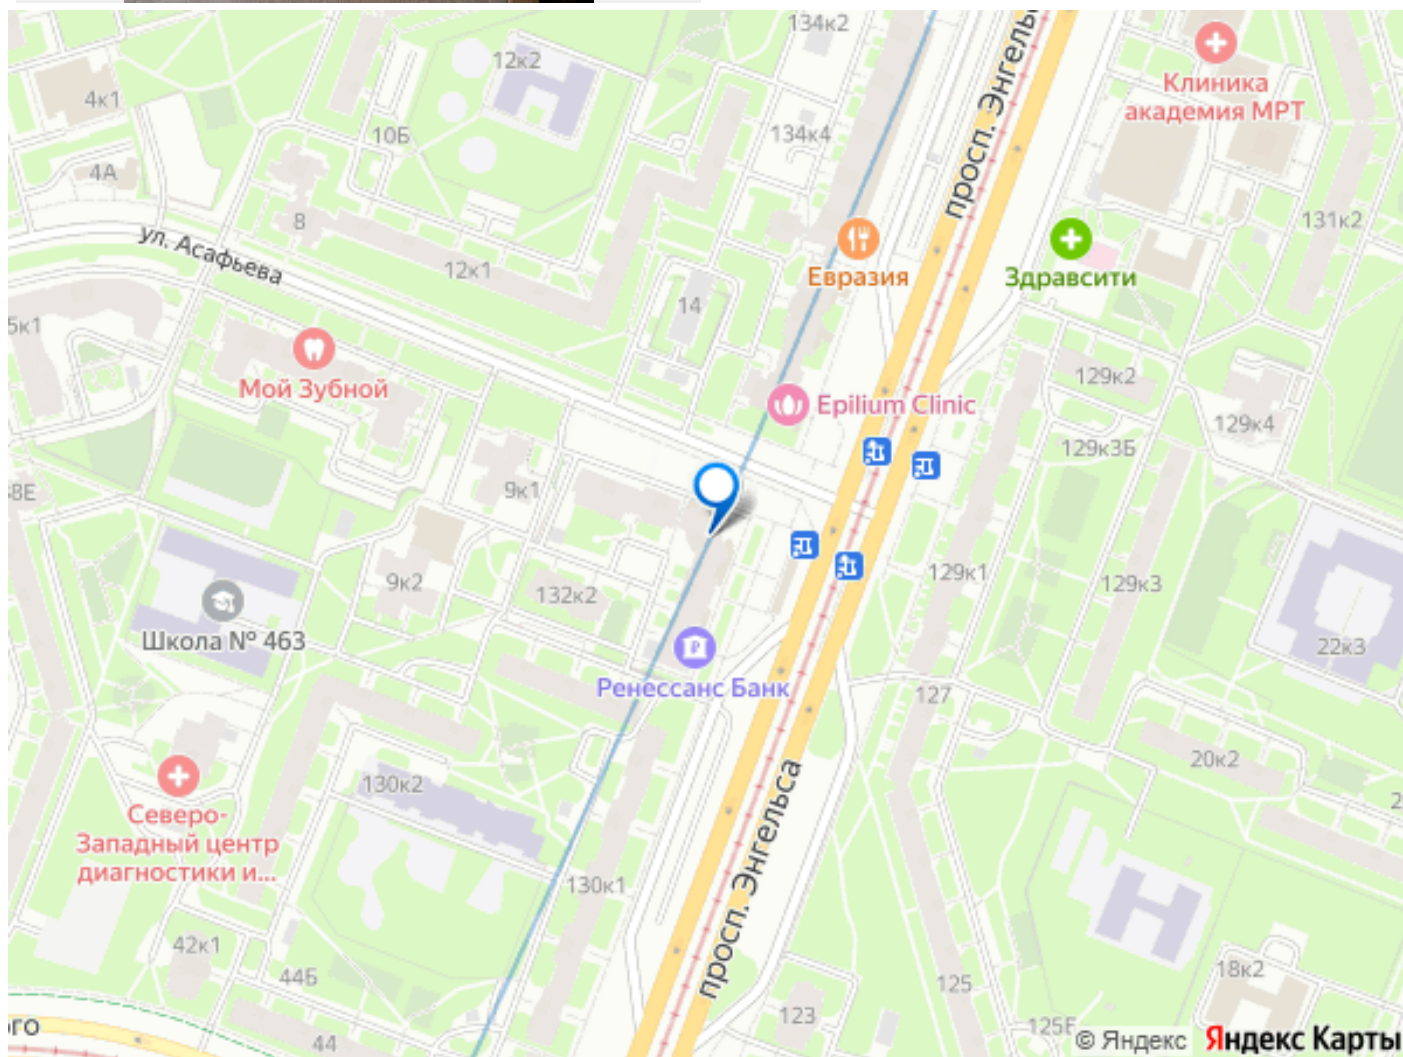 134к2
12к2
просп. Энгельс
Клиника
академия МРТ
4к1
10Б
134к4
4А
8
131к2
ул. Асафьева
12к1
Евразия
Здравсити
14
5к1
Мой Зубной
129к2
Epilium Clinic
129к4
129к3Б
9к1
8Е
9к2
132к2
129к1
129к3
Школа № 463
22к3
Ренессанс Банк
127
20к2
130к2
Северо-
Западный центр
диагностики и...
просп. Энгельса
130к1
42к1
44Б
125
18к2
123
ого
44
125Б
© Яндекс
Яндекс Карты